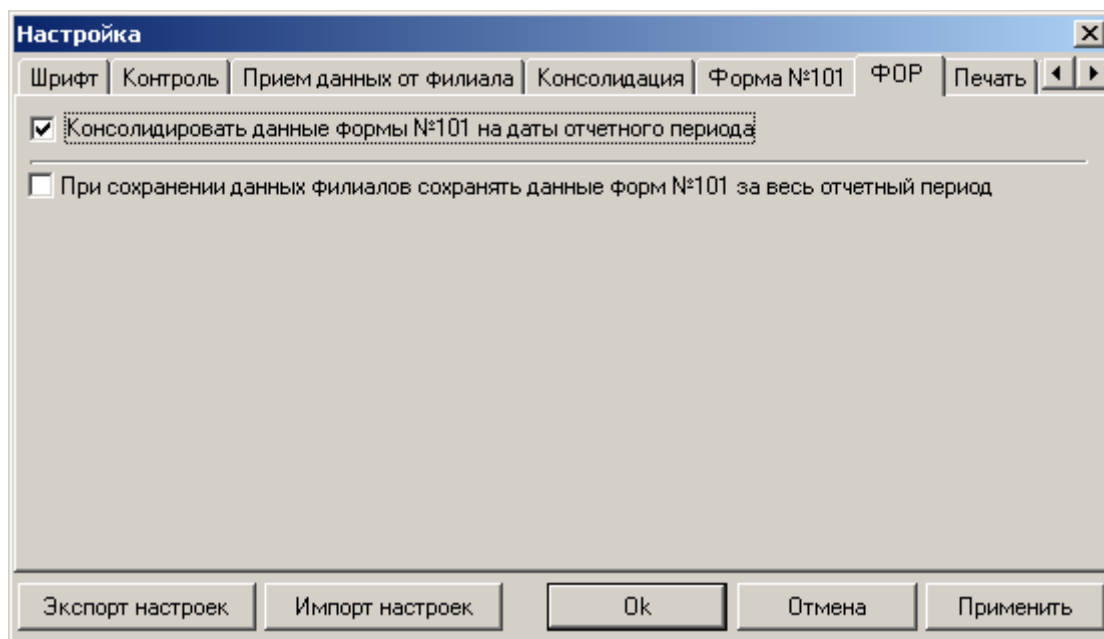 Настройка
Шрифт Контроль Прием данных от филиала Консолидация Форма №101 ФОР Печать
Консолидировать данные формы №101 на даты отчетного периода
При сохранении данных филиалов сохранять данные форм №101 за весь отчетный период
Экспорт настроек Импорт настроек Ok Отмена Применить